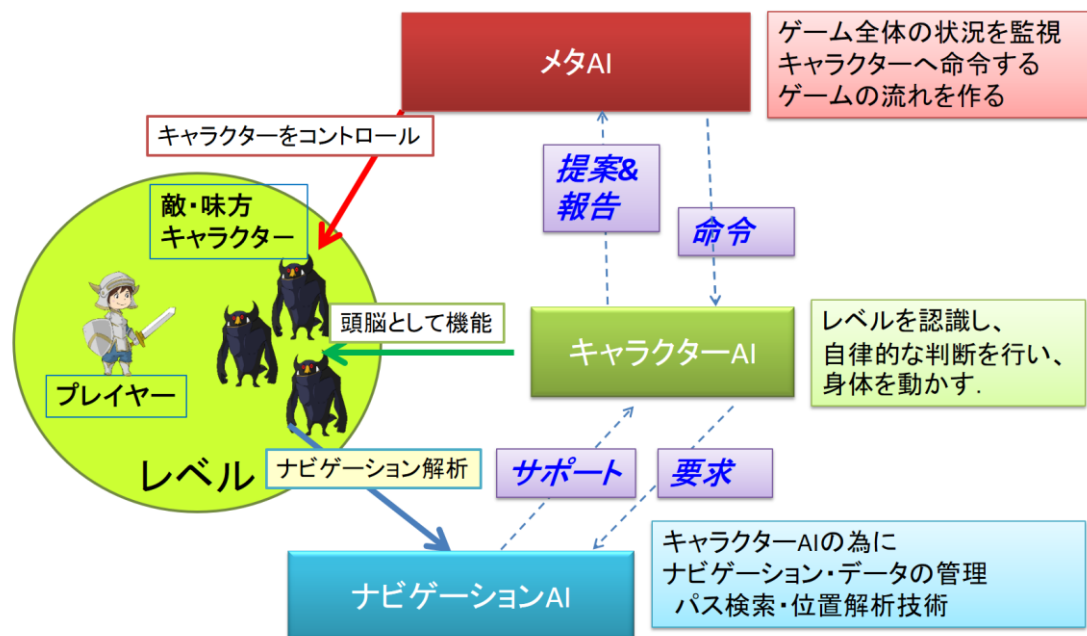 メタAI
ゲーム全体の状況を監視
キャラクターへ命令する
ゲームの流れを作る
キャラクターをコントロール
提案&
報告
命令
敵・味方
キャラクター
頭脳として機能
キャラクターAI
レベルを認識し、
自律的な判断を行い、
身体を動かす.
プレイヤー
レベル
ナビゲーション解析
サポート
要求
ナビゲーションAI
キャラクターAIの為に
ナビゲーション・データの管理
パス検索・位置解析技術